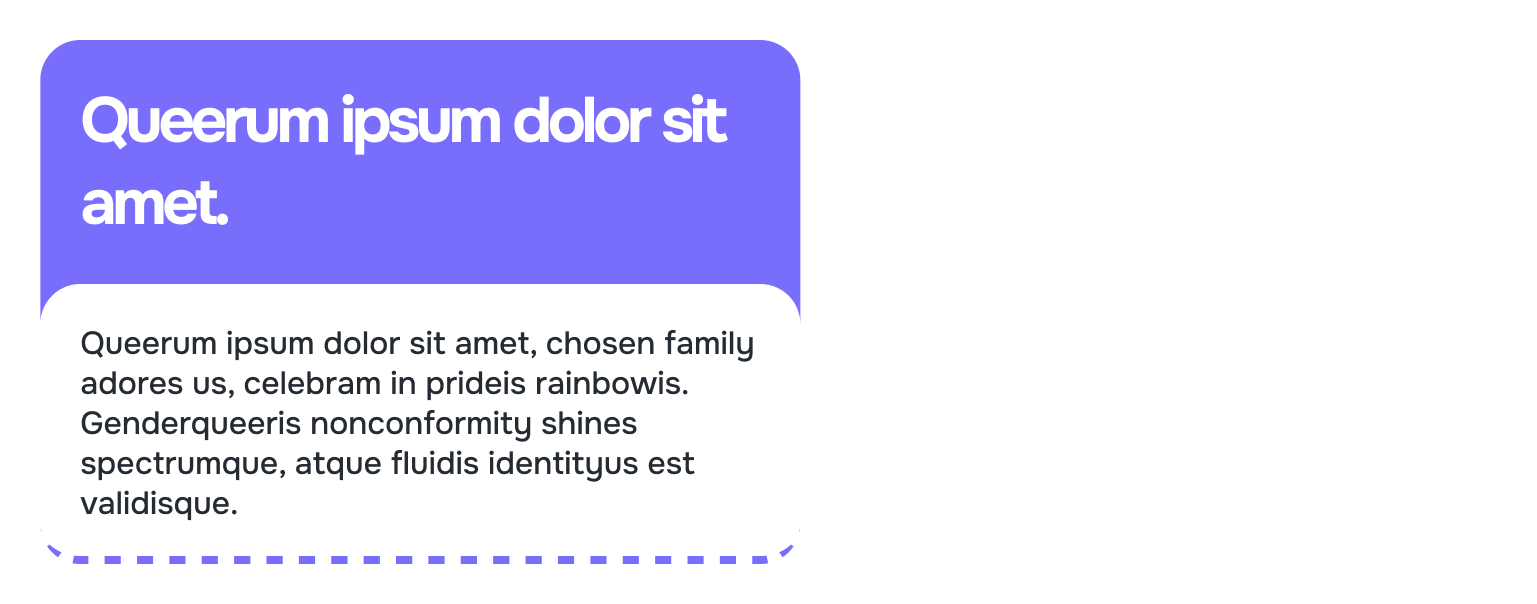 Queerum ipsum dolor sit
amet.
Queerum ipsum dolor sit amet, chosen family
adores us, celebram in prideis rainbowis.
Genderqueeris nonconformity shines
spectrumque, atque fluidis identityus est
validisque.